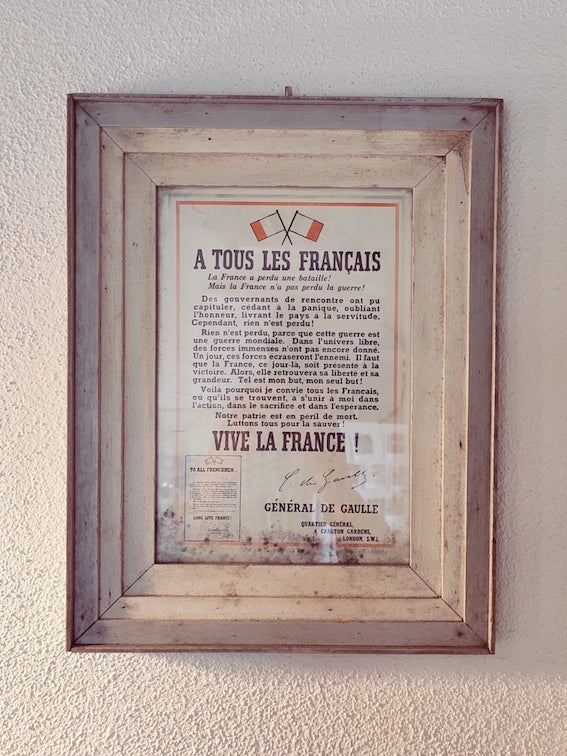 A TOUS LES FRANÇAIS
La France a perdu une bataille!
Mais la France n'a pas perdu la guerre!
Des gouvernants de rencontre ont pu
capituler, cédant à la panique, oubliant
l'honneur, livrant le pays à la servitude.
Cependant, rien n'est perdu!
Rien n'est perdu, parce que cette guerre est
une guerre mondiale. Dans l'univers libre,
des forces immenses n'ont pas encore donné.
Un jour, ces forces écraseront l'ennemi. Il faut
que la France, ce jour-là, soit présente à la
victoire. Alors, elle retrouvera sa liberté et sa
grandeur. Tel est mon but, mon seul but!
Voila pourquoi je convie tous les Francais,
où qu'ils se trouvent, à s'unir à moi dans
l'action, dans le sacrifice et dans l'esperance.
Notre patrie est en péril de mort.
Luttons tous pour la sauver!
VIVE LA FRANCE !
TO ALL FRENCHMEN
LONG LIVE FRANCE!
C. de Gaulle
GÉNÉRAL DE GAULLE
QUARTIER GÉNÉRAL,
4, CARLTON GARDENS,
LONDON, S.W.1.